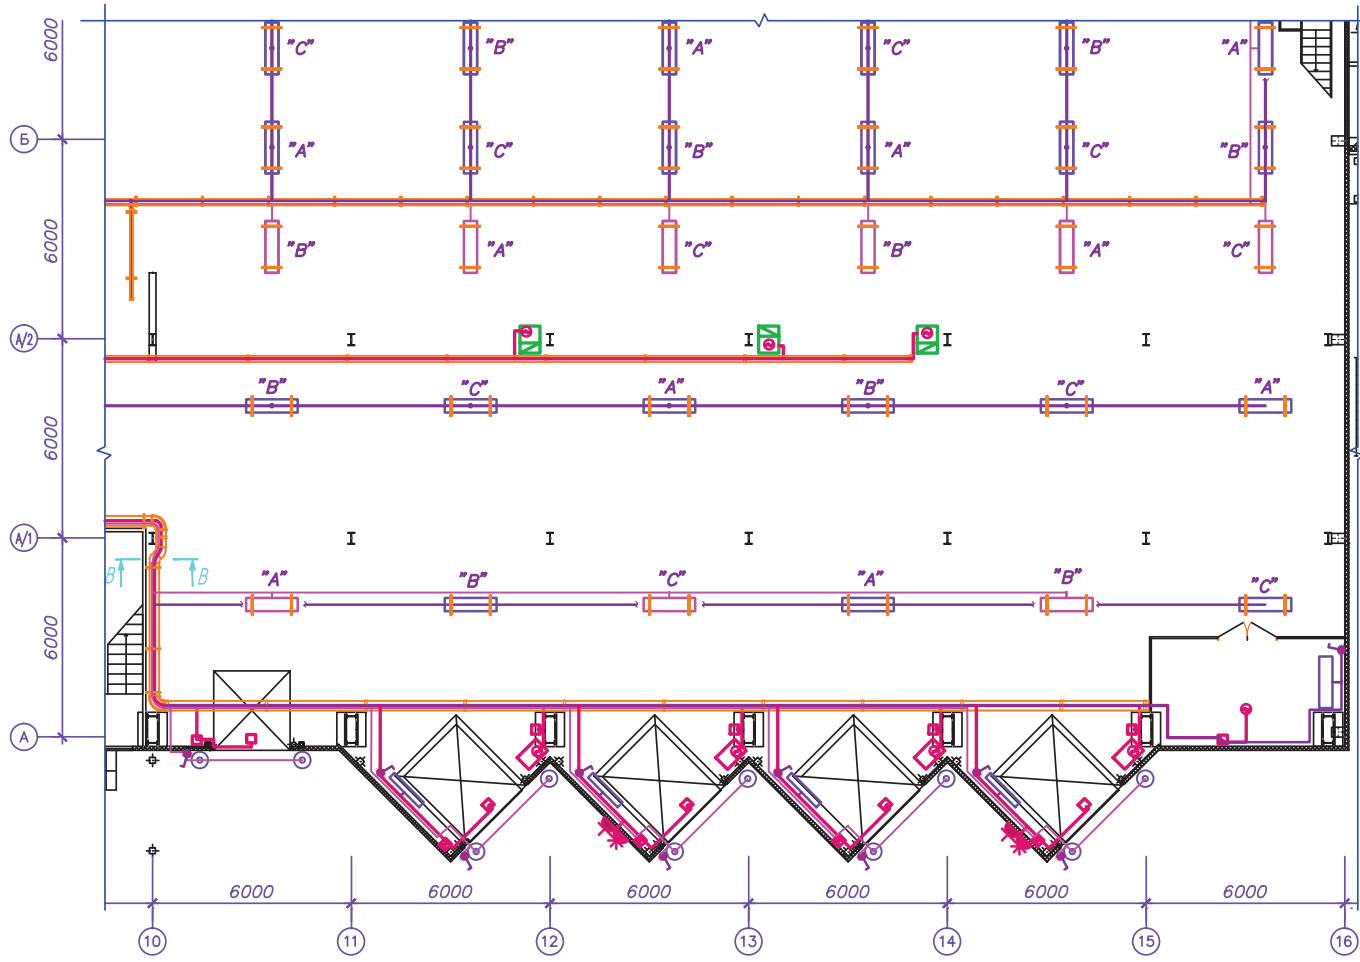 6000
"C" "B" "A" "C" "B" "A"
Б
"A" "C" "B" "A" "C" "B"
6000
"B" "A" "C" "B" "A" "C"
А/2
"B" "C" "A" "B" "C" "A"
6000
А/1
В В
"A" "B" "C" "A" "B" "C"
6000
А
6000 6000 6000 6000 6000 6000
10 11 12 13 14 15 16